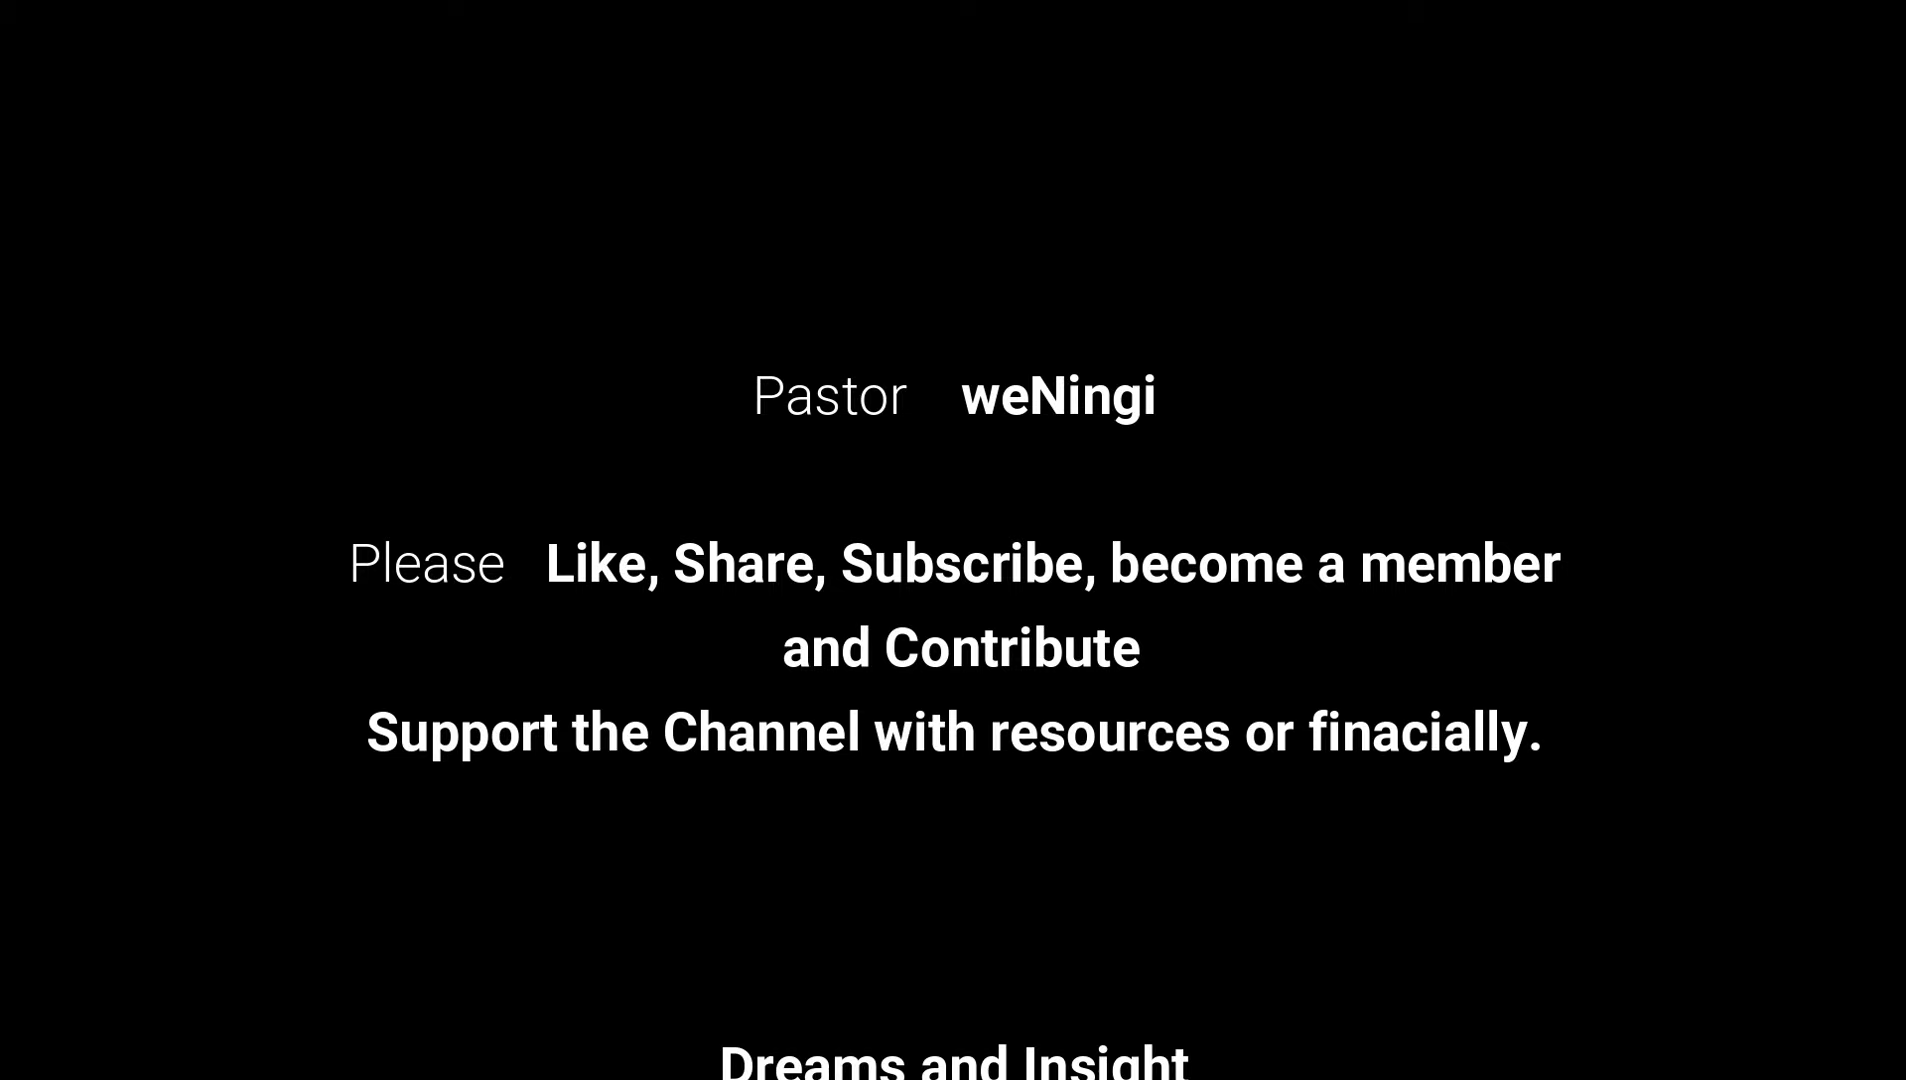 Pastor weNingi
Please Like, Share, Subscribe, become a member
and Contribute
Support the Channel with resources or finacially.
Dreams and Insight